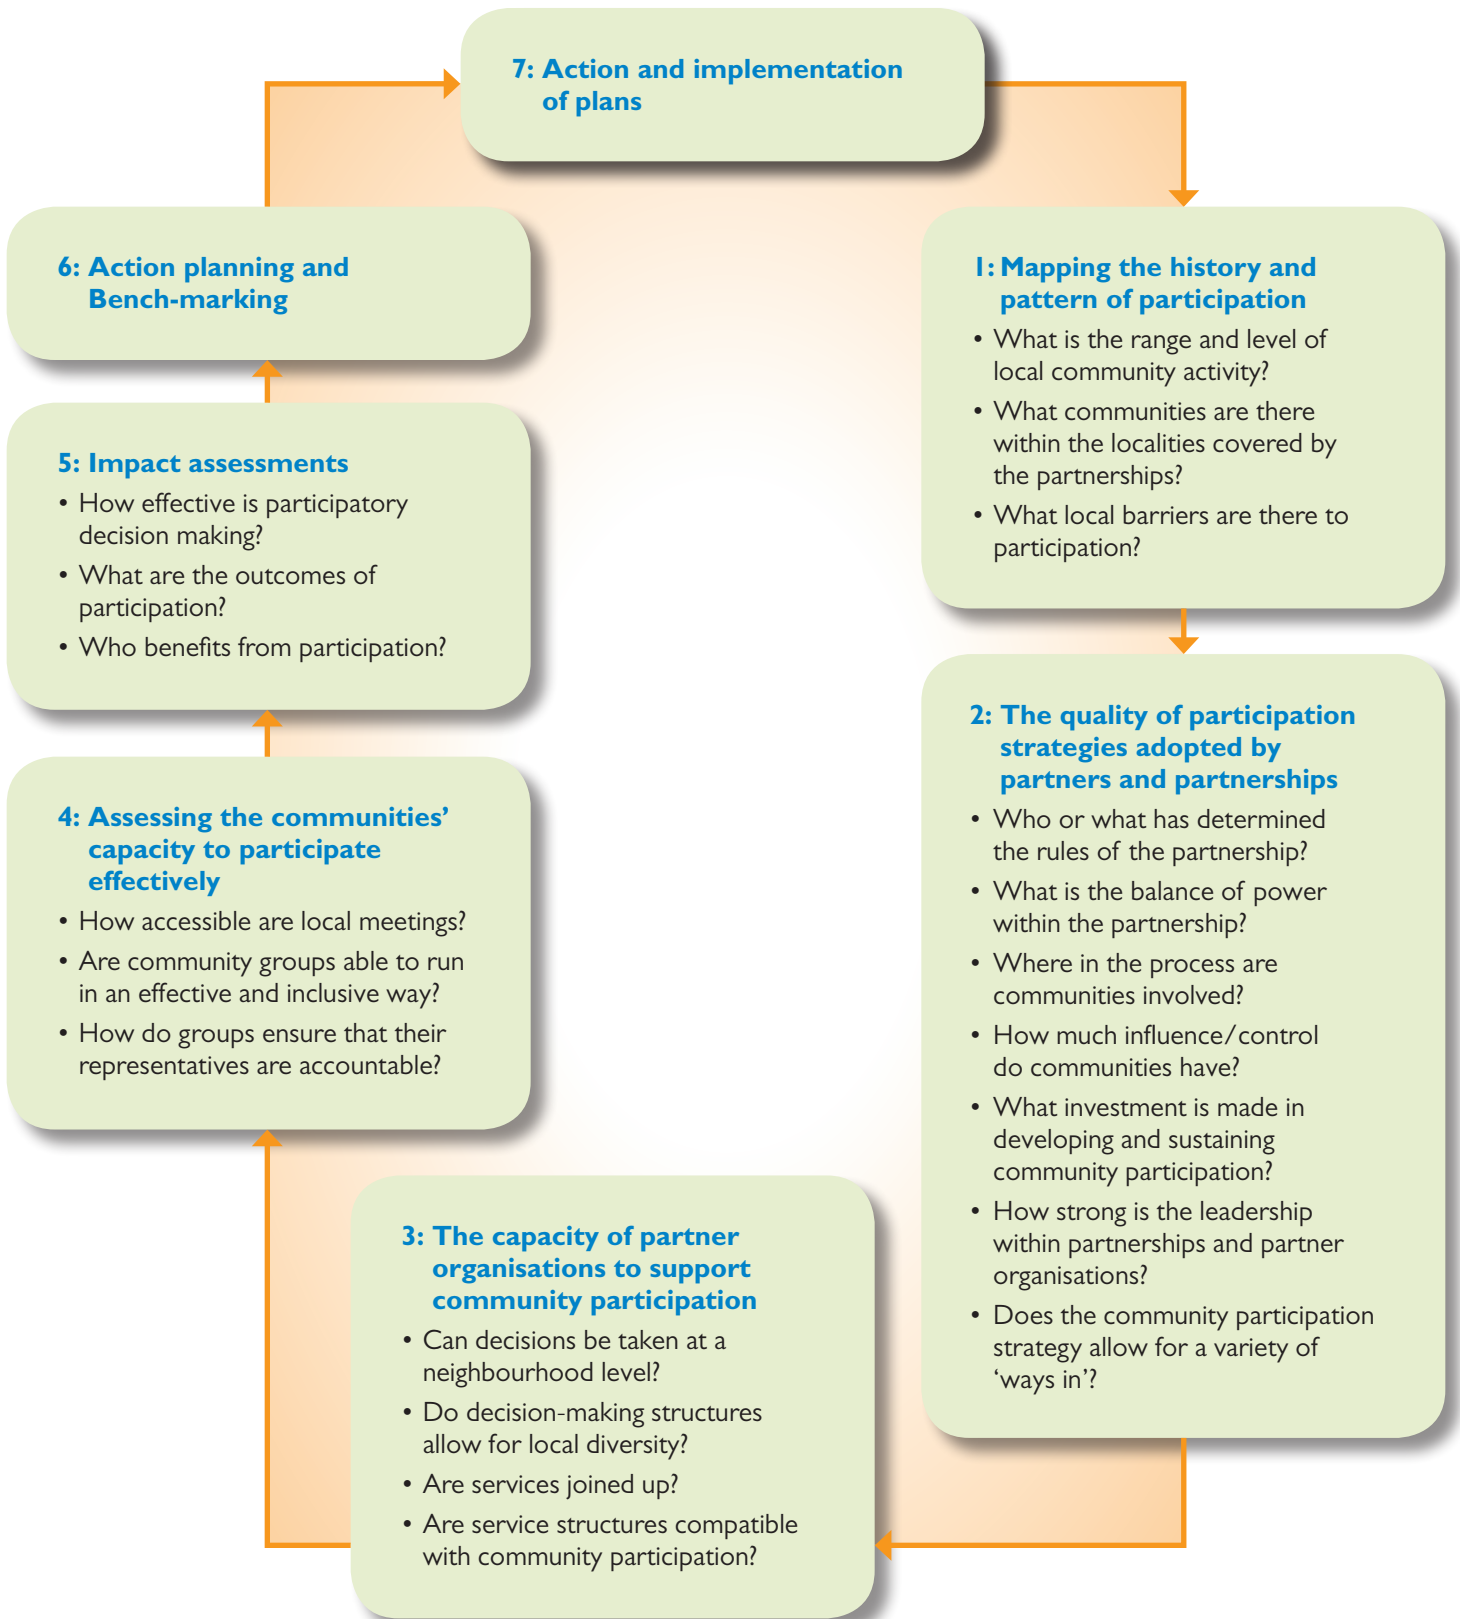 7: Action and implementation
of plans
6: Action planning and
Bench-marking
1: Mapping the history and
pattern of participation
• What is the range and level of
local community activity?
• What communities are there
within the localities covered by
the partnerships?
• What local barriers are there to
participation?
5: Impact assessments
• How effective is participatory
decision making?
• What are the outcomes of
participation?
• Who benefits from participation?
2: The quality of participation
strategies adopted by
partners and partnerships
• Who or what has determined
the rules of the partnership?
• What is the balance of power
within the partnership?
• Where in the process are
communities involved?
• How much influence/control
do communities have?
• What investment is made in
developing and sustaining
community participation?
• How strong is the leadership
within partnerships and partner
organisations?
• Does the community participation
strategy allow for a variety of
‘ways in’?
4: Assessing the communities’
capacity to participate
effectively
• How accessible are local meetings?
• Are community groups able to run
in an effective and inclusive way?
• How do groups ensure that their
representatives are accountable?
3: The capacity of partner
organisations to support
community participation
• Can decisions be taken at a
neighbourhood level?
• Do decision-making structures
allow for local diversity?
• Are services joined up?
• Are service structures compatible
with community participation?